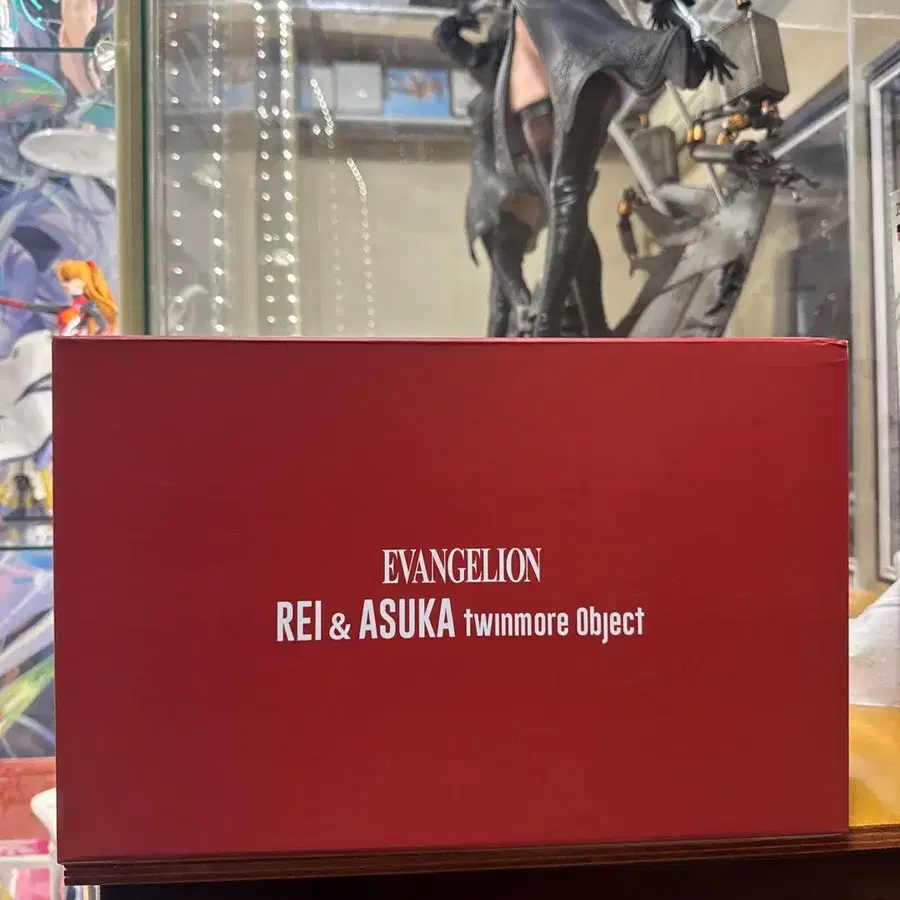 EVANGELION
REI & ASUKA twinmore Object